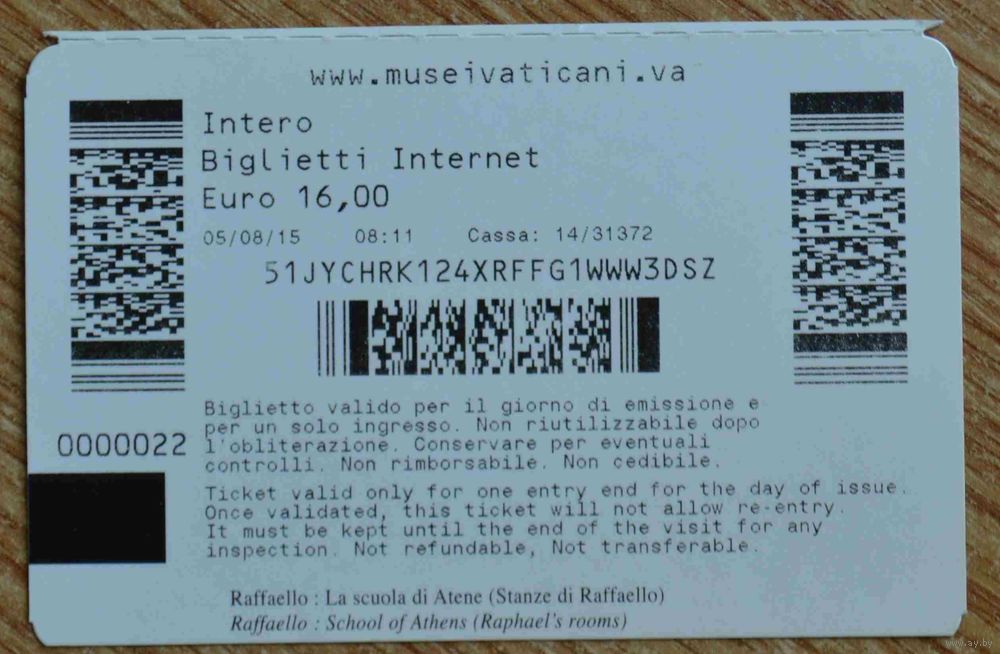 www.museivaticani.va
Intero
Biglietti Internet
Euro 16,00
05/08/15 08:11 Cassa: 14/31372
51JYCHRK124XRFFG1WWW3DSZ
Biglietto valido per il giorno di emissione e
per un solo ingresso. Non riutilizzabile dopo
l'obliterazione. Conservare per eventuali
controlli. Non rimborsabile. Non cedibile.
0000022
Ticket valid only for one entry end for the day of issue.
Once validated, this ticket will not allow re-entry.
It must be kept until the end of the visit for any
inspection. Not refundable, Not transferable.
Raffaello : La scuola di Atene (Stanze di Raffaello)
Raffaello : School of Athens (Raphael's rooms)
www.ay.by